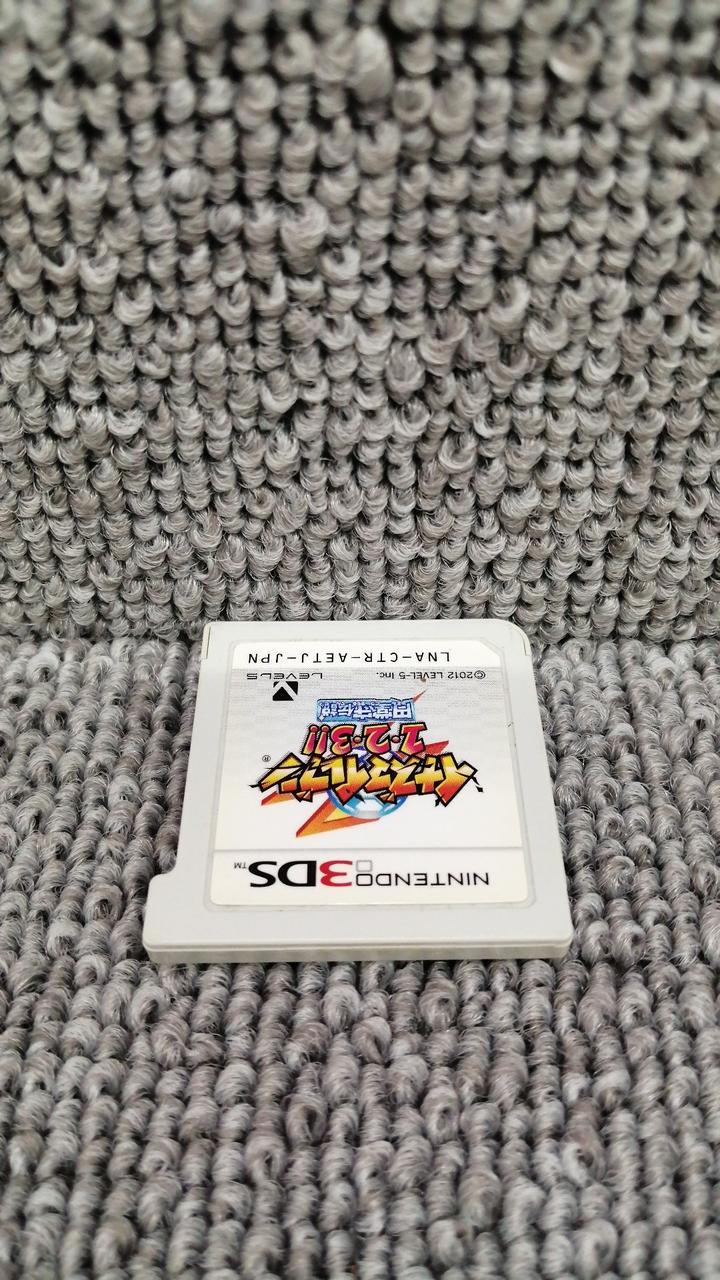 NINTENDO 3DS™
イナズマイレブン®
1・2・3!!
円堂守伝説
LEVEL5
©2012 LEVEL-5 Inc.
LNA-CTR-AETJ-JPN